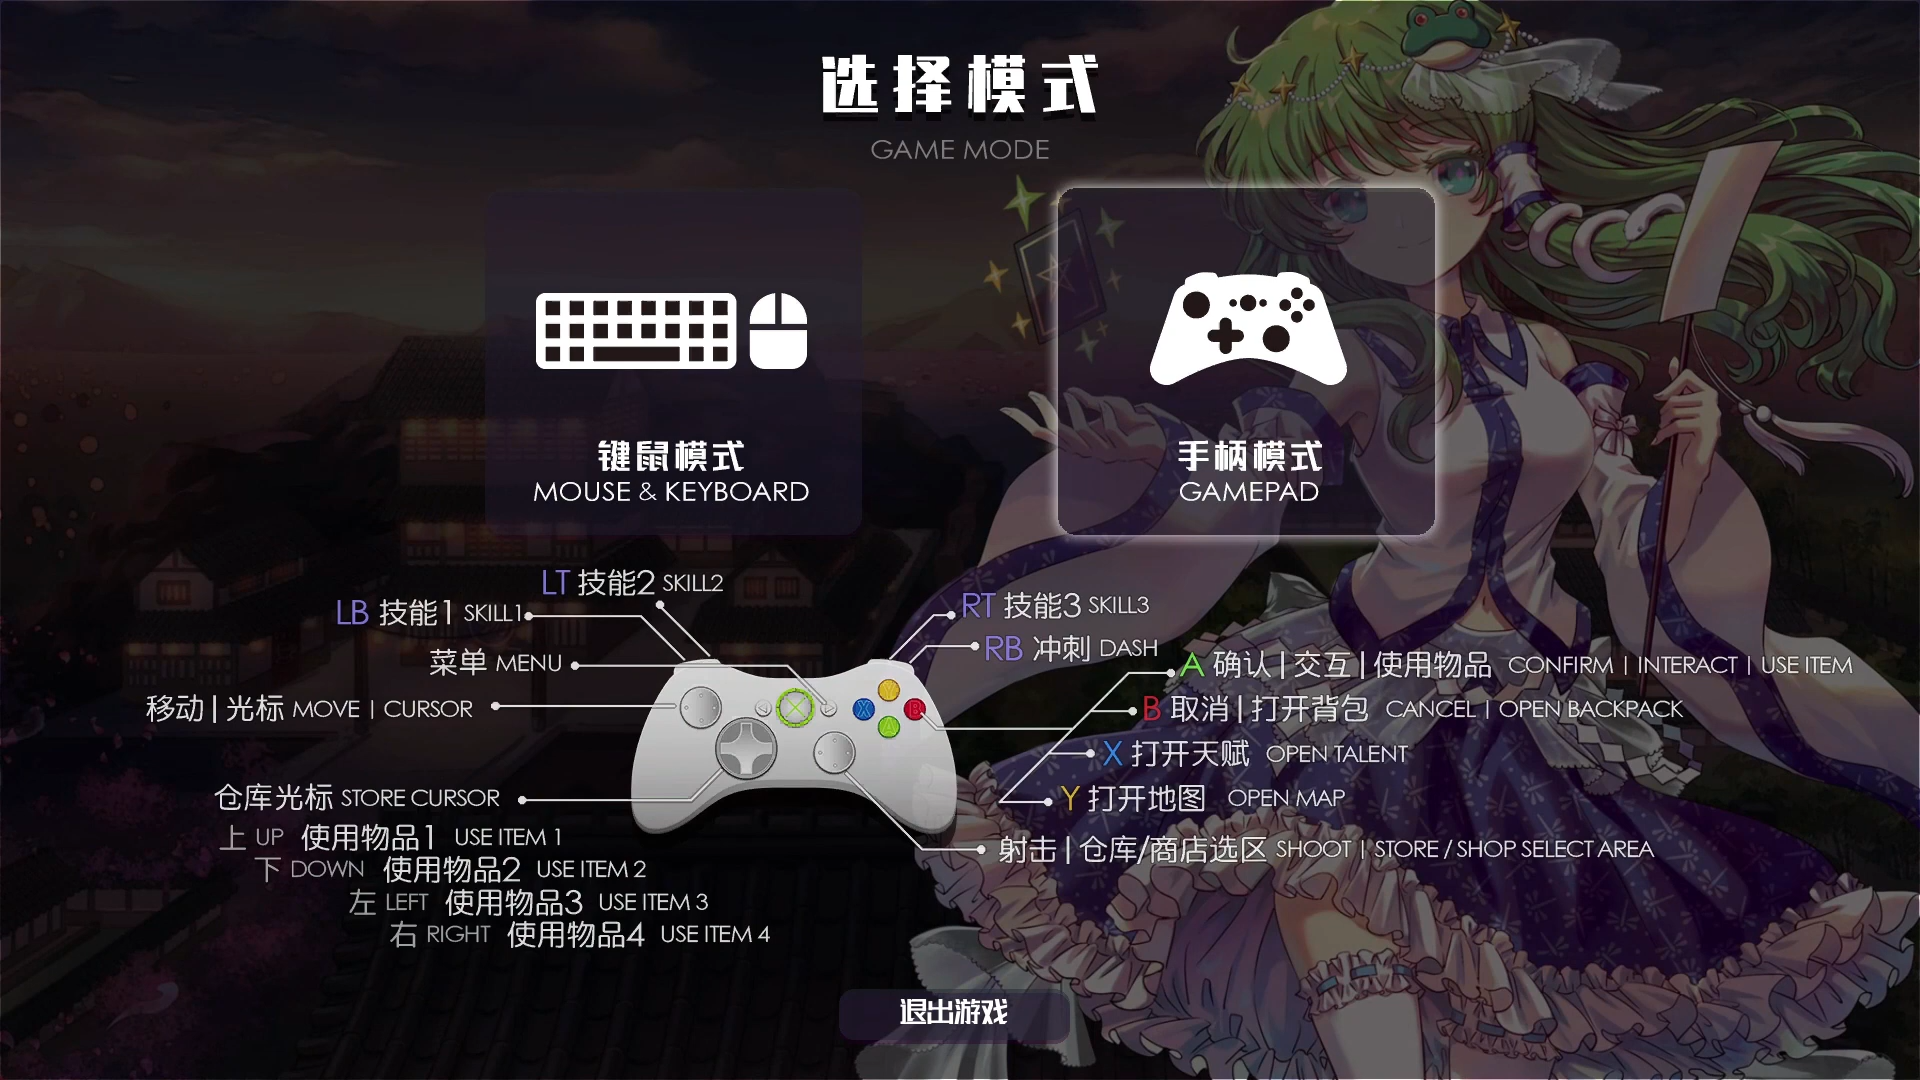 选择模式
GAME MODE
键鼠模式
MOUSE & KEYBOARD
手柄模式
GAMEPAD
LT 技能2 SKILL2
LB 技能1 SKILL1
菜单 MENU
移动 | 光标 MOVE | CURSOR
仓库光标 STORE CURSOR
上 UP 使用物品1 USE ITEM 1
下 DOWN 使用物品2 USE ITEM 2
左 LEFT 使用物品3 USE ITEM 3
右 RIGHT 使用物品4 USE ITEM 4
RT 技能3 SKILL3
RB 冲刺 DASH
A 确认 | 交互 | 使用物品 CONFIRM | INTERACT | USE ITEM
B 取消 | 打开背包 CANCEL | OPEN BACKPACK
X 打开天赋 OPEN TALENT
Y 打开地图 OPEN MAP
射击 | 仓库/商店选区 SHOOT | STORE / SHOP SELECT AREA
Y
X
B
A
退出游戏